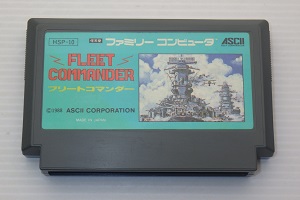 HSP-10 ファミリー コンピュータ ASCII
FLEET
COMMANDER
フリートコマンダー
©1988 ASCII CORPORATION
MADE IN JAPAN